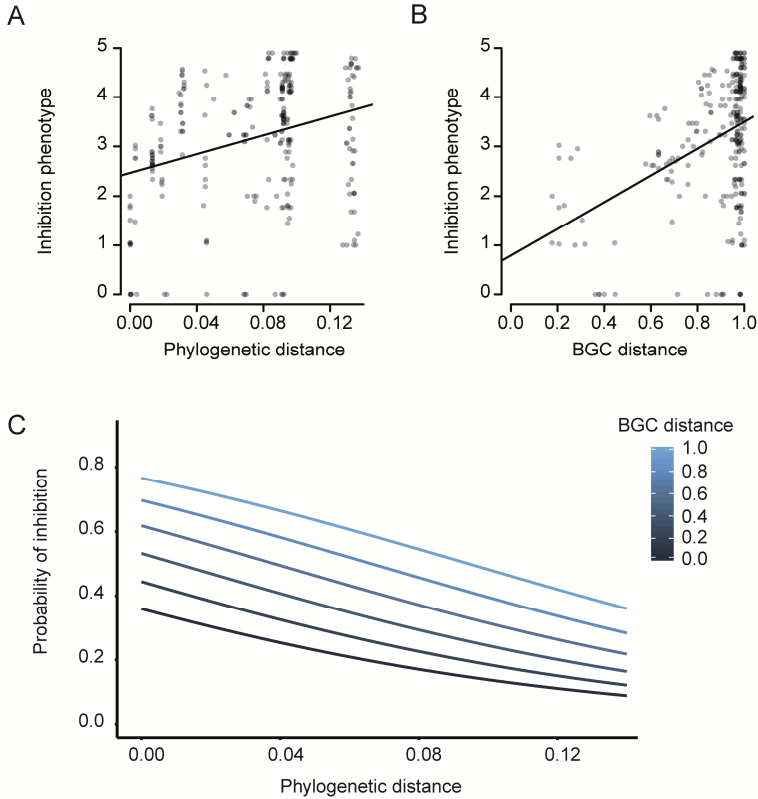 A
B
Inhibition phenotype
5
4
3
2
1
0
0.00 0.04 0.08 0.12
Phylogenetic distance
Inhibition phenotype
5
4
3
2
1
0
0.0 0.2 0.4 0.6 0.8 1.0
BGC distance
C
Probability of inhibition
0.8
0.6
0.4
0.2
0.0
0.00 0.04 0.08 0.12
Phylogenetic distance
BGC distance
1.0
0.8
0.6
0.4
0.2
0.0